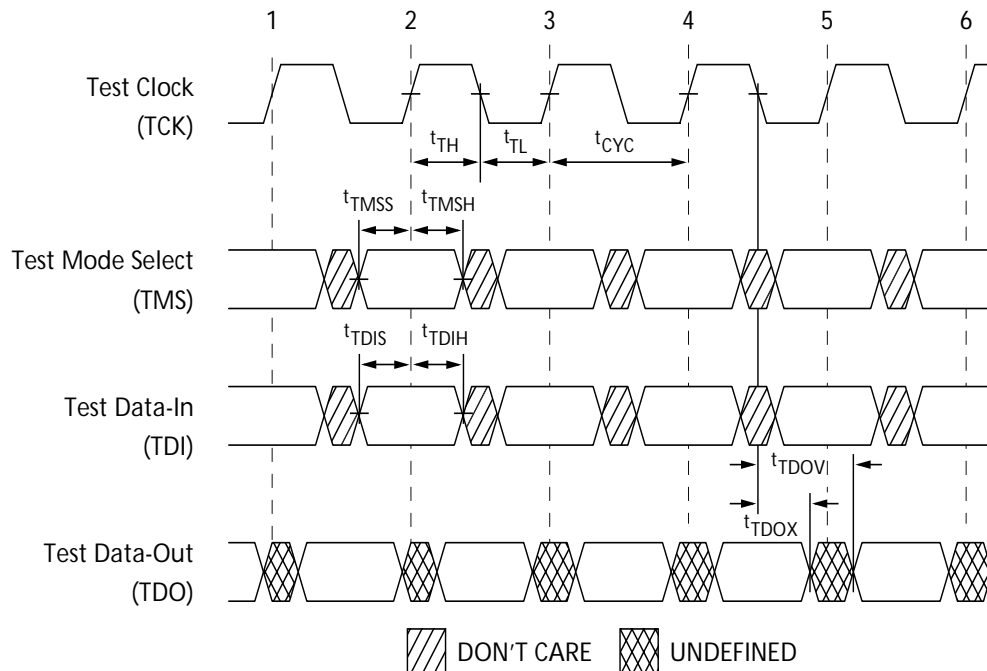 1 2 3 4 5 6
Test Clock
(TCK)
tTH tTL tCYC
tTMSS tTMSH
Test Mode Select
(TMS)
tTDIS tTDIH
Test Data-In
(TDI)
tTDOV
tTDOX
Test Data-Out
(TDO)
DON'T CARE UNDEFINED